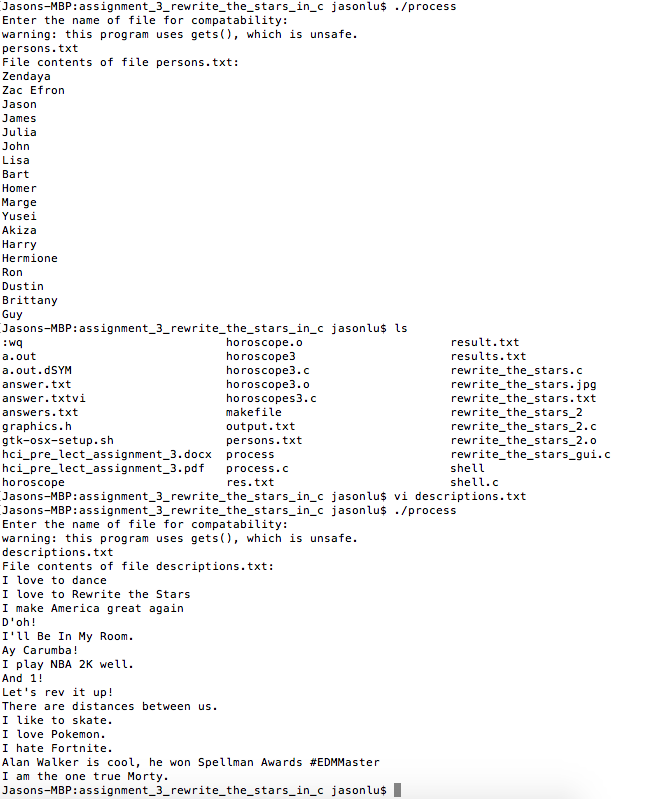 [Jasons-MBP:assignment_3_rewrite_the_stars_in_c jasonlu$ ./process
Enter the name of file for compatability:
warning: this program uses gets(), which is unsafe.
persons.txt
File contents of file persons.txt:
Zendaya
Zac Efron
Jason
James
Julia
John
Lisa
Bart
Homer
Marge
Yusei
Akiza
Harry
Hermione
Ron
Dustin
Brittany
Guy
[Jasons-MBP:assignment_3_rewrite_the_stars_in_c jasonlu$ ls
:wq horoscope.o result.txt
a.out horoscope3 results.txt
a.out.dSYM horoscope3.c rewrite_the_stars.c
answer.txt horoscope3.o rewrite_the_stars.jpg
answer.txtvi horoscopes3.c rewrite_the_stars.txt
answers.txt makefile rewrite_the_stars_2
graphics.h output.txt rewrite_the_stars_2.c
gtk-osx-setup.sh persons.txt rewrite_the_stars_2.o
hci_pre_lect_assignment_3.docx process rewrite_the_stars_gui.c
hci_pre_lect_assignment_3.pdf process.c shell
horoscope res.txt shell.c
[Jasons-MBP:assignment_3_rewrite_the_stars_in_c jasonlu$ vi descriptions.txt
[Jasons-MBP:assignment_3_rewrite_the_stars_in_c jasonlu$ ./process
Enter the name of file for compatability:
warning: this program uses gets(), which is unsafe.
descriptions.txt
File contents of file descriptions.txt:
I love to dance
I love to Rewrite the Stars
I make America great again
D'oh!
I'll Be In My Room.
Ay Carumba!
I play NBA 2K well.
And 1!
Let's rev it up!
There are distances between us.
I like to skate.
I love Pokemon.
I hate Fortnite.
Alan Walker is cool, he won Spellman Awards #EDMMaster
I am the one true Morty.
Jasons-MBP:assignment_3_rewrite_the_stars_in_c jasonlu$